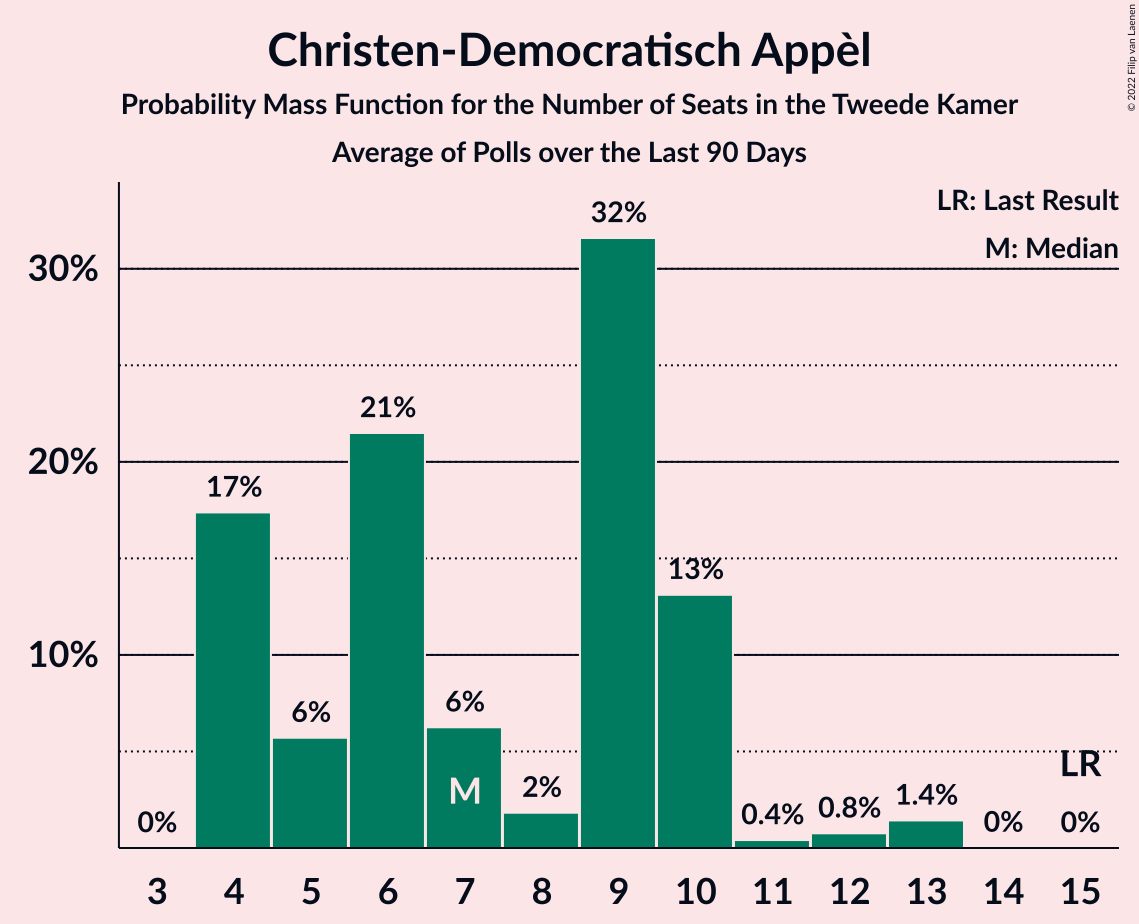 Christen-Democratisch Appèl
Probability Mass Function for the Number of Seats in the Tweede Kamer
Average of Polls over the Last 90 Days
© 2022 Filip van Laenen
LR: Last Result
M: Median
30%
20%
10%
0%
17%
6%
21%
6%
2%
32%
13%
0.4%
0.8%
1.4%
0%
0%
M
LR
3 4 5 6 7 8 9 10 11 12 13 14 15